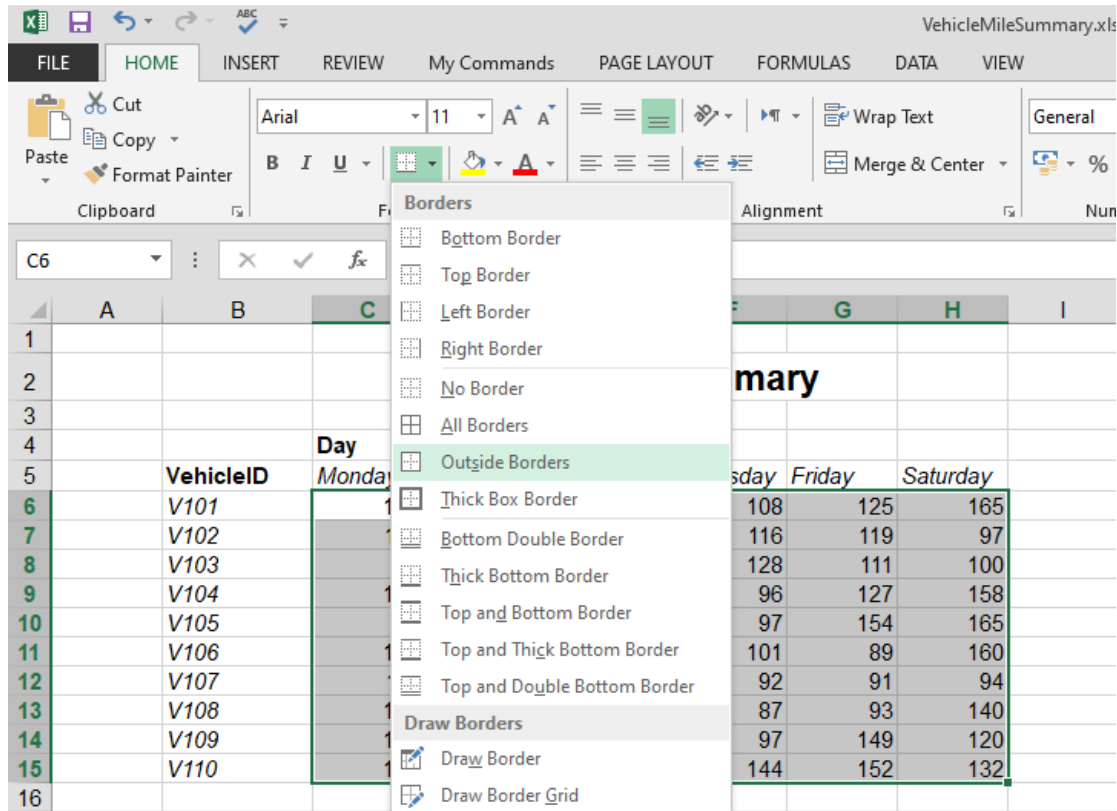 ABC
VehicleMileSummary.xls
FILE HOME INSERT REVIEW My Commands PAGE LAYOUT FORMULAS DATA VIEW
Cut
Copy
Paste
Format Painter
Arial 11 A A
B I U A
Wrap Text
Merge & Center
General
%
Clipboard Alignment
C6 fx
Borders
Bottom Border
Top Border
Left Border
Right Border
No Border
All Borders
Outside Borders
Thick Box Border
Bottom Double Border
Thick Bottom Border
Top and Bottom Border
Top and Thick Bottom Border
Top and Double Bottom Border
Draw Borders
Draw Border
Draw Border Grid
A B C G H I
1
2 mary
3
4 Day
5 VehicleID Monday sday Friday Saturday
6 V101 108 125 165
7 V102 116 119 97
8 V103 128 111 100
9 V104 96 127 158
10 V105 97 154 165
11 V106 101 89 160
12 V107 92 91 94
13 V108 87 93 140
14 V109 97 149 120
15 V110 144 152 132
16